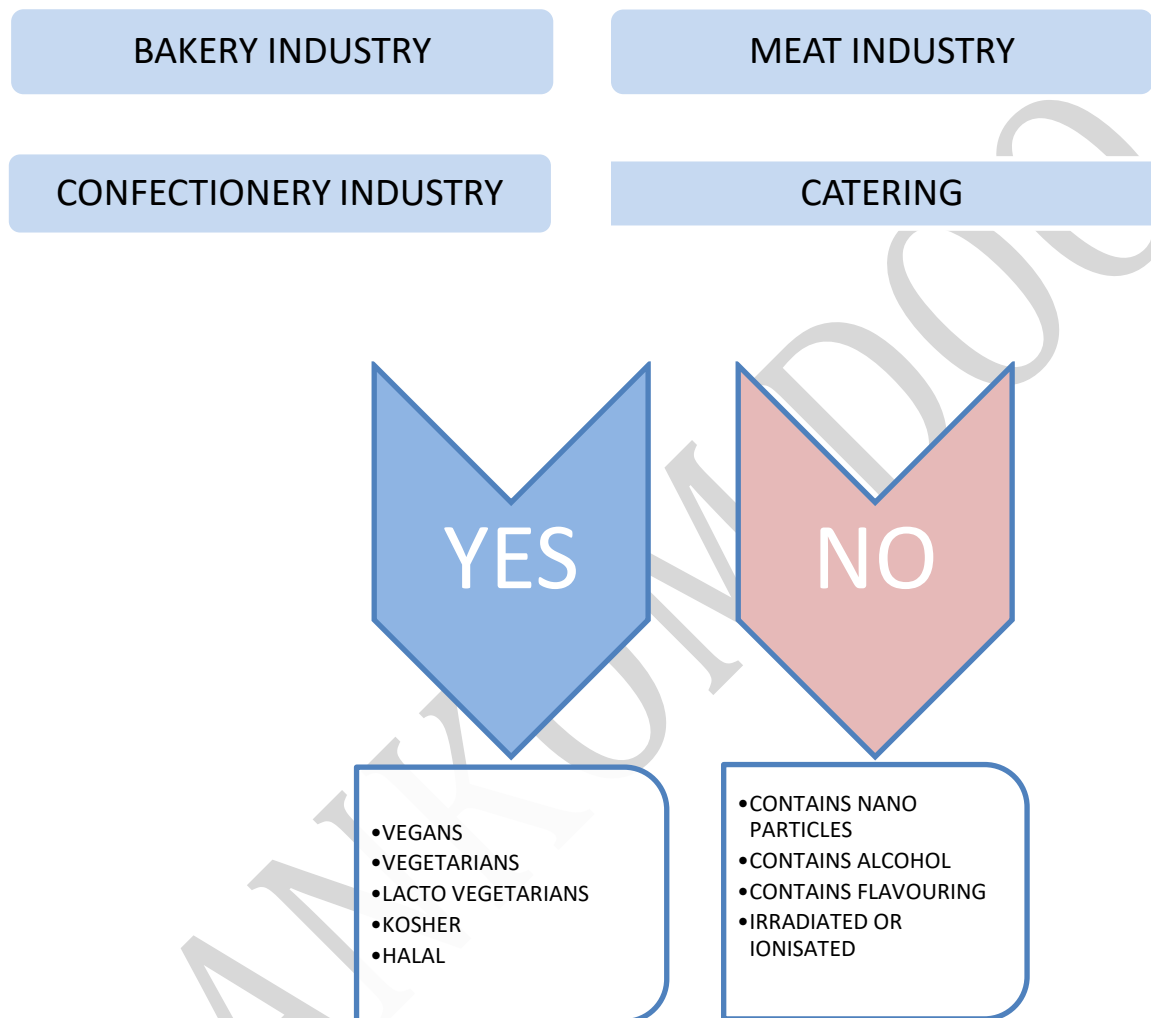 BAKERY INDUSTRY
MEAT INDUSTRY
CONFECTIONERY INDUSTRY
CATERING
YES
NO
•VEGANS
•VEGETARIANS
•LACTO VEGETARIANS
•KOSHER
•HALAL
•CONTAINS NANO
PARTICLES
•CONTAINS ALCOHOL
•CONTAINS FLAVOURING
•IRRADIATED OR
IONISATED